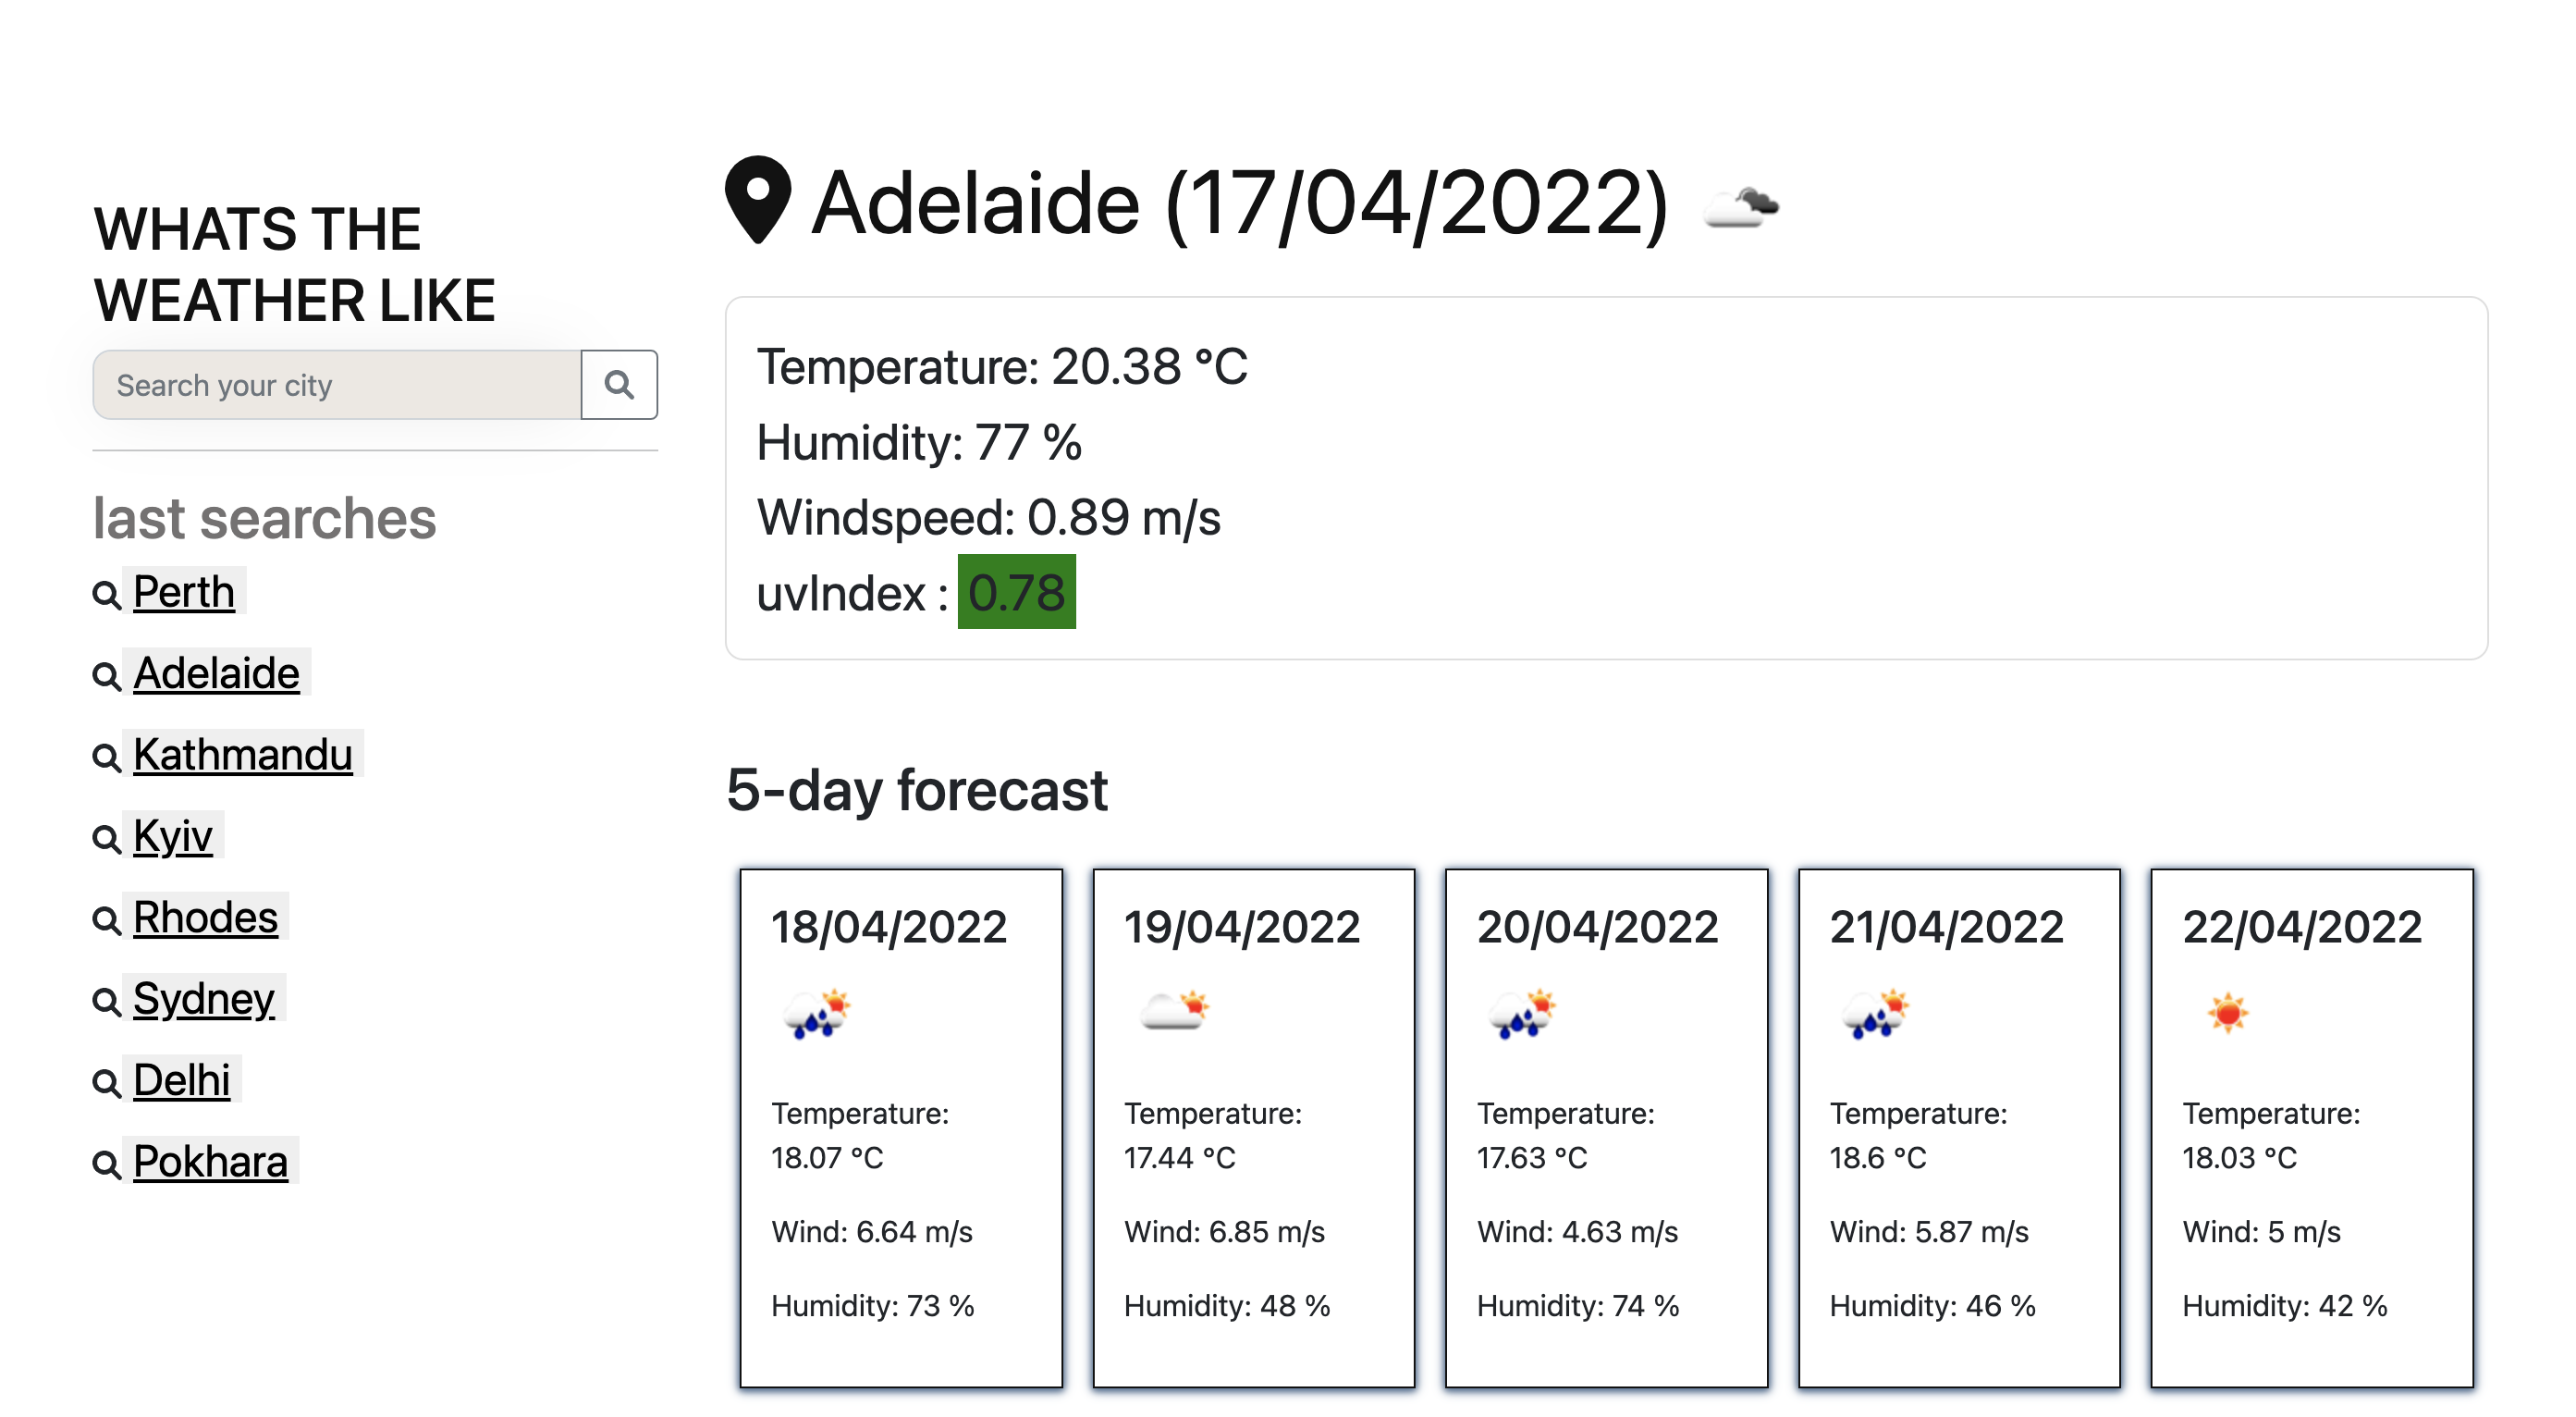 WHATS THE
WEATHER LIKE
Search your city
last searches
Perth
Adelaide
Kathmandu
Kyiv
Rhodes
Sydney
Delhi
Pokhara
Adelaide (17/04/2022)
Temperature: 20.38 °C
Humidity: 77 %
Windspeed: 0.89 m/s
uvIndex : 0.78
5-day forecast
18/04/2022
Temperature:
18.07 °C
Wind: 6.64 m/s
Humidity: 73 %
19/04/2022
Temperature:
17.44 °C
Wind: 6.85 m/s
Humidity: 48 %
20/04/2022
Temperature:
17.63 °C
Wind: 4.63 m/s
Humidity: 74 %
21/04/2022
Temperature:
18.6 °C
Wind: 5.87 m/s
Humidity: 46 %
22/04/2022
Temperature:
18.03 °C
Wind: 5 m/s
Humidity: 42 %